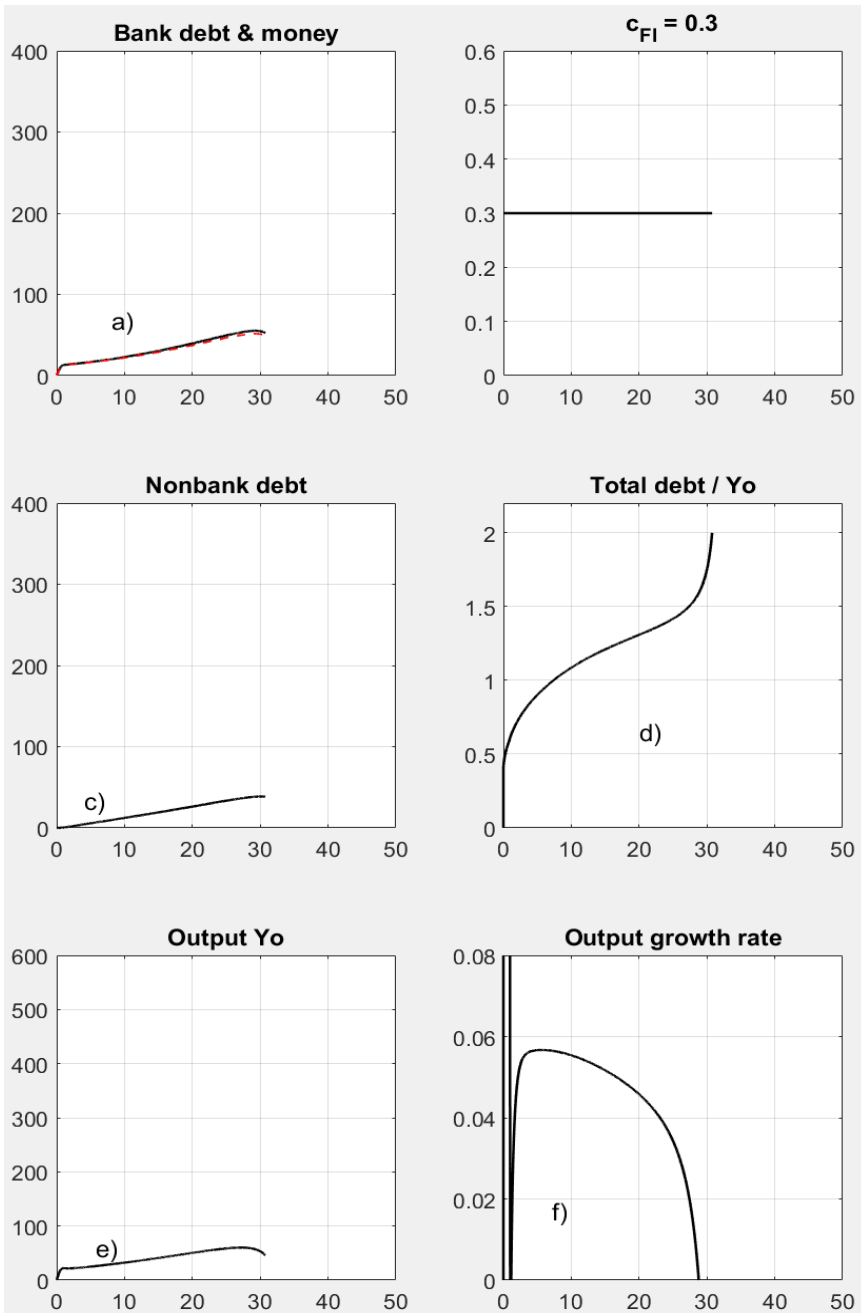 Bank debt & money
400
300
200
100
0
a)
0 10 20 30 40 50
c_FI = 0.3
0.6
0.5
0.4
0.3
0.2
0.1
0
0 10 20 30 40 50
Nonbank debt
400
300
200
100
0
c)
0 10 20 30 40 50
Total debt / Yo
2
1.5
1
0.5
0
d)
0 10 20 30 40 50
Output Yo
600
500
400
300
200
100
0
e)
0 10 20 30 40 50
Output growth rate
0.08
0.06
0.04
0.02
0
f)
0 10 20 30 40 50